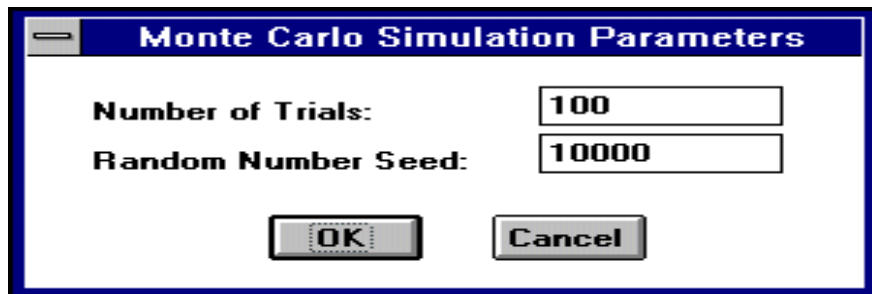 Monte Carlo Simulation Parameters
Number of Trials: 100
Random Number Seed: 10000
OK Cancel